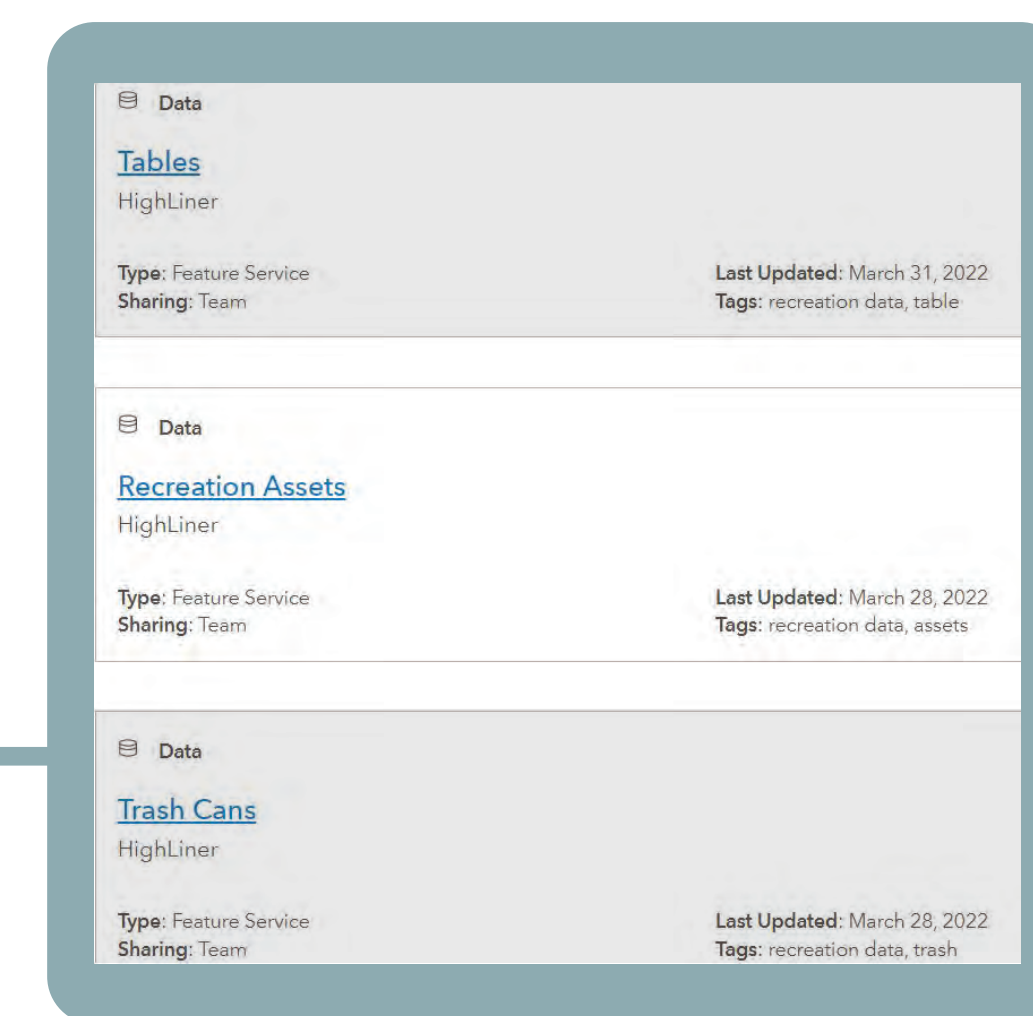 Data
Tables
HighLiner
Type: Feature Service
Last Updated: March 31, 2022
Sharing: Team
Tags: recreation data, table
Data
Recreation Assets
HighLiner
Type: Feature Service
Last Updated: March 28, 2022
Sharing: Team
Tags: recreation data, assets
Data
Trash Cans
HighLiner
Type: Feature Service
Last Updated: March 28, 2022
Sharing: Team
Tags: recreation data, trash